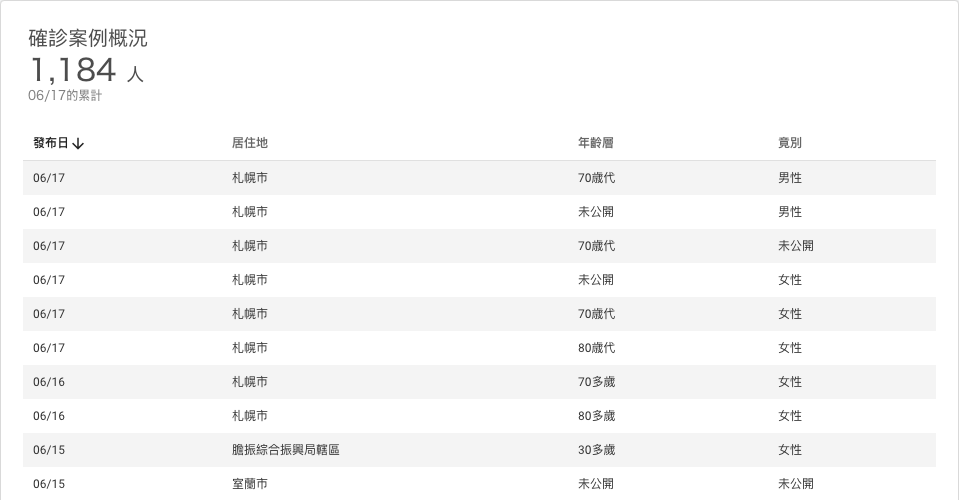 確診案例概況
1,184 人
06/17的累計
發布日↓ 居住地 年齡層 竟別
06/17 札幌市 70歳代 男性
06/17 札幌市 未公開 男性
06/17 札幌市 70歳代 未公開
06/17 札幌市 未公開 女性
06/17 札幌市 70歳代 女性
06/17 札幌市 80歳代 女性
06/16 札幌市 70多歲 女性
06/16 札幌市 80多歲 女性
06/15 膽振綜合振興局轄區 30多歲 女性
06/15 室蘭市 未公開 未公開